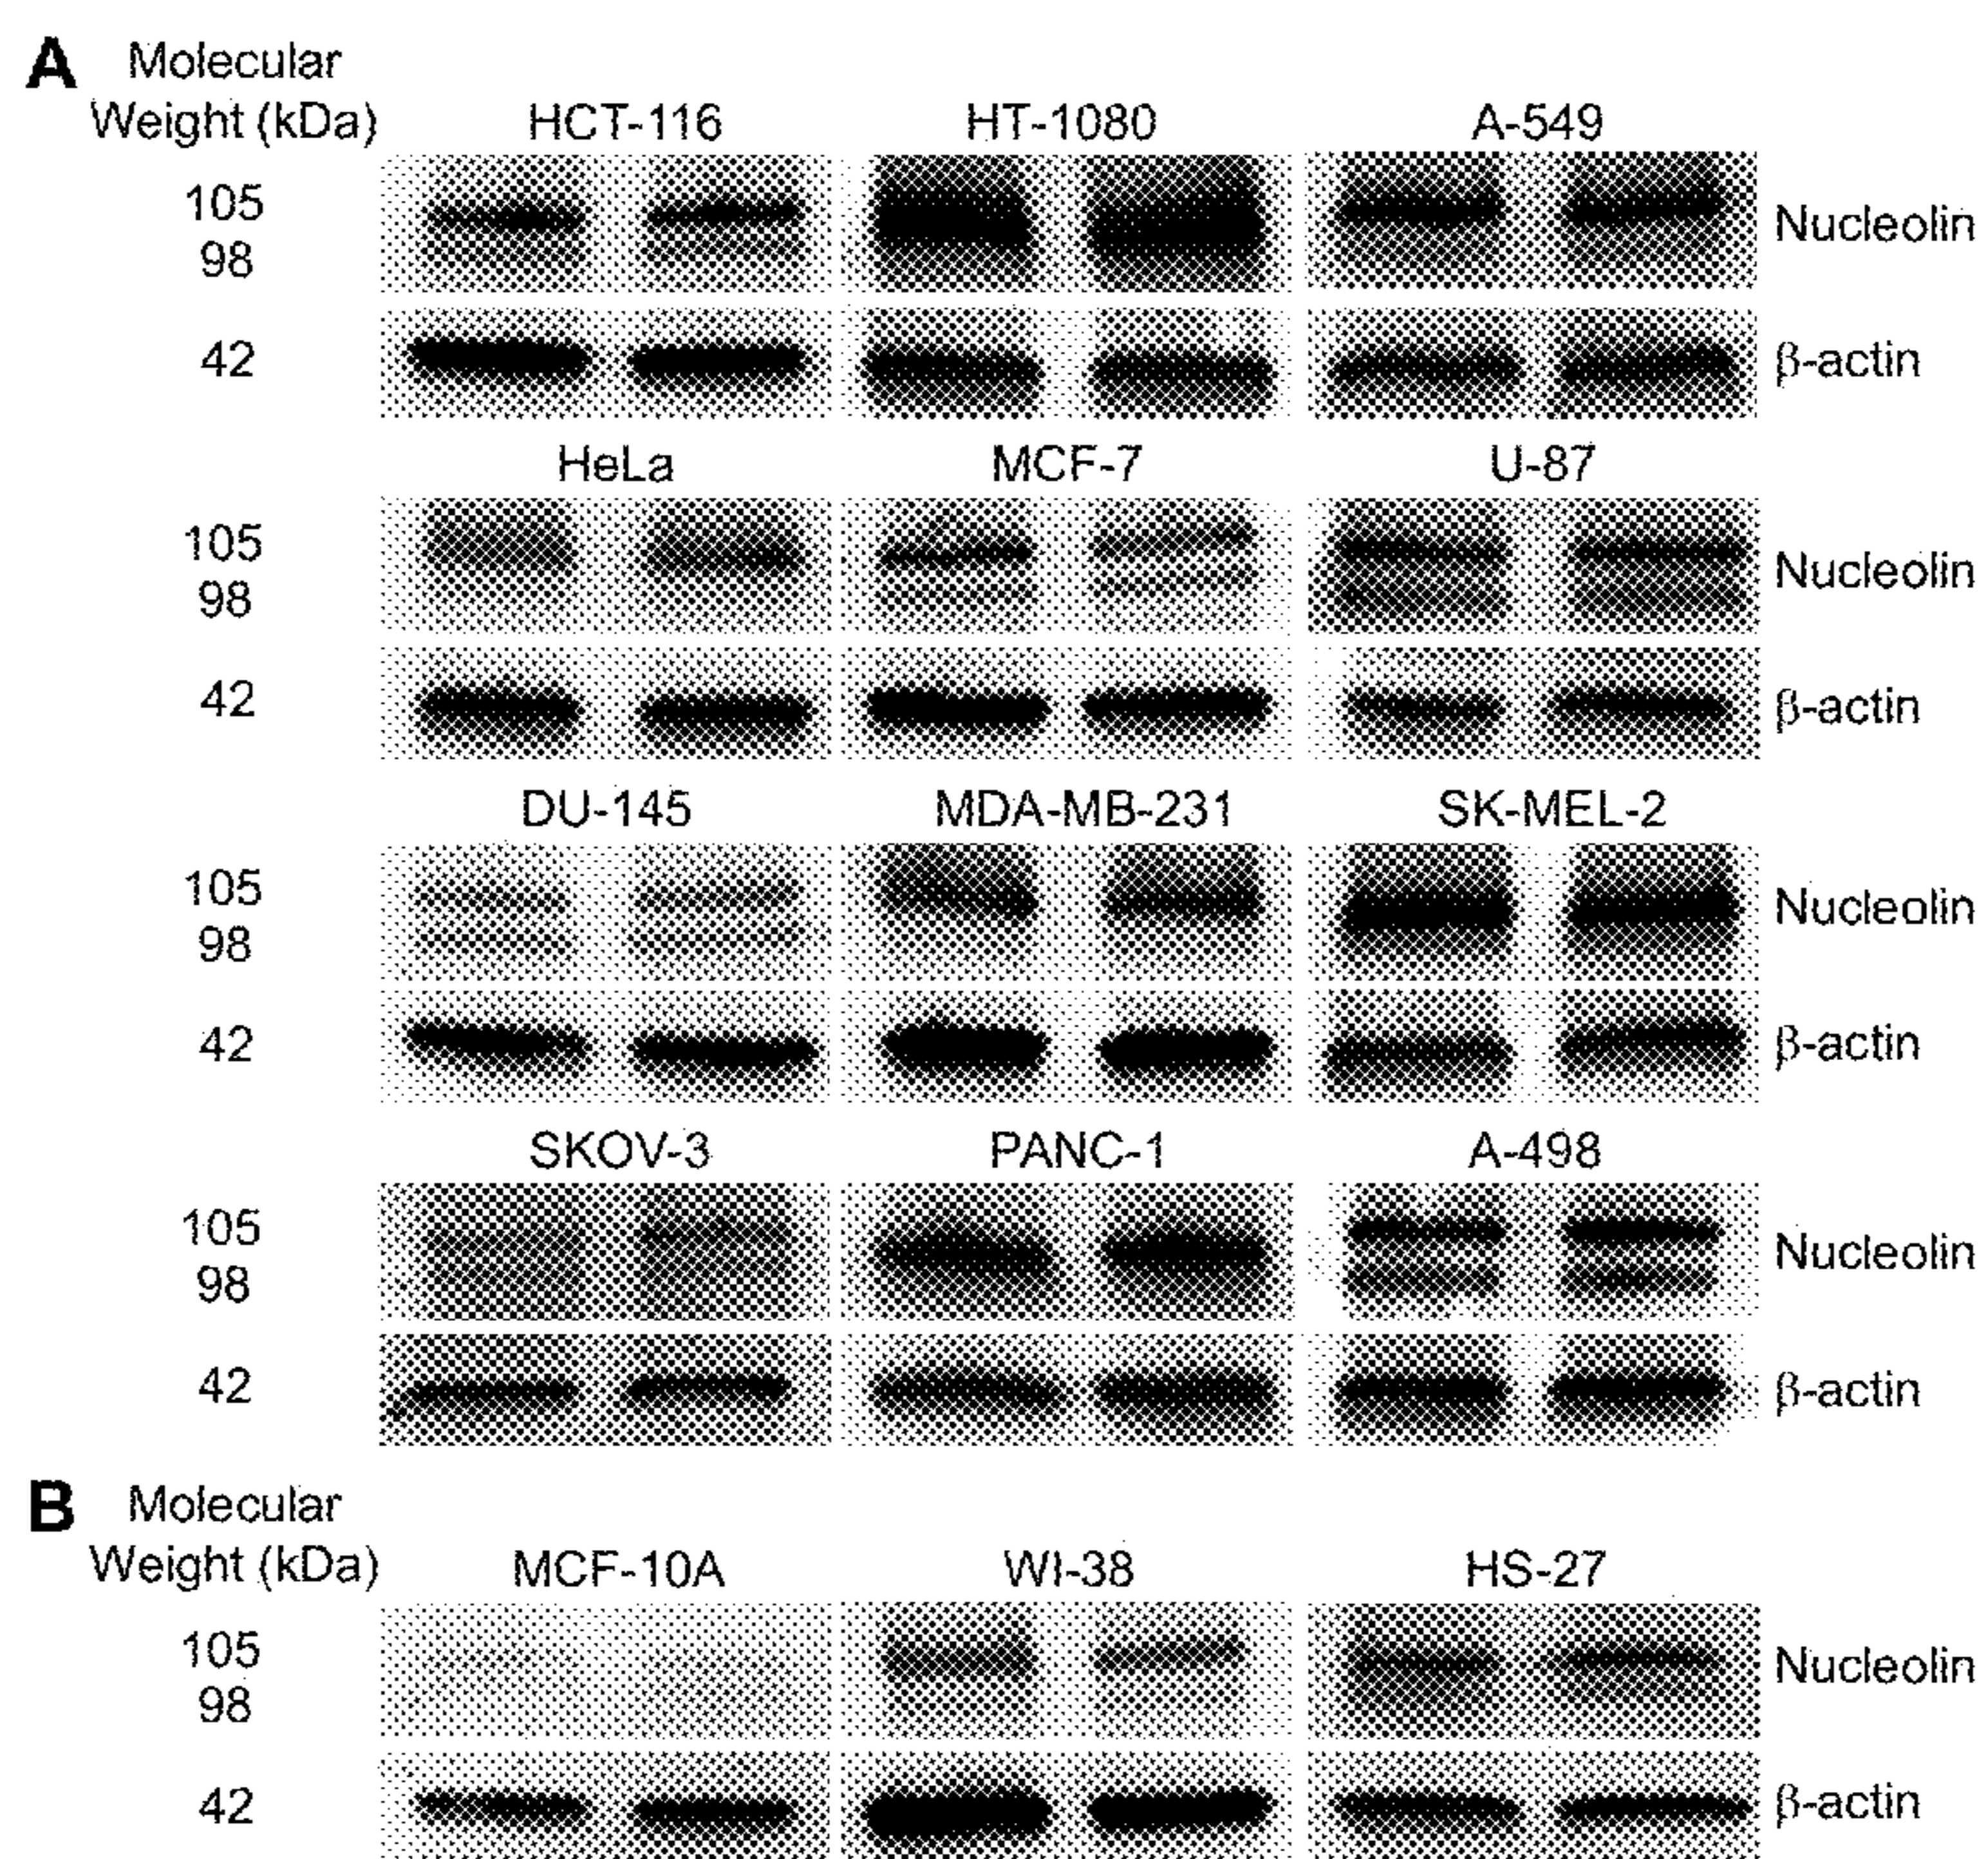 A Molecular
Weight (kDa) HCT-116 HT-1080 A-549
105 Nucleolin
98
42 β-actin
HeLa MCF-7 U-87
105 Nucleolin
98
42 β-actin
DU-145 MDA-MB-231 SK-MEL-2
105 Nucleolin
98
42 β-actin
SKOV-3 PANC-1 A-498
105 Nucleolin
98
42 β-actin
B Molecular
Weight (kDa) MCF-10A WI-38 HS-27
105 Nucleolin
98
42 β-actin